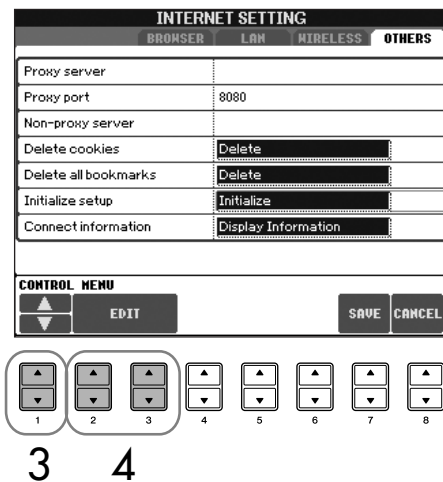 INTERNET SETTING
BROWSER LAN WIRELESS OTHERS
Proxy server
Proxy port 8080
Non-proxy server
Delete cookies Delete
Delete all bookmarks Delete
Initialize setup Initialize
Connect information Display Information
CONTROL MENU
EDIT SAVE CANCEL
1 2 3 4 5 6 7 8
3 4